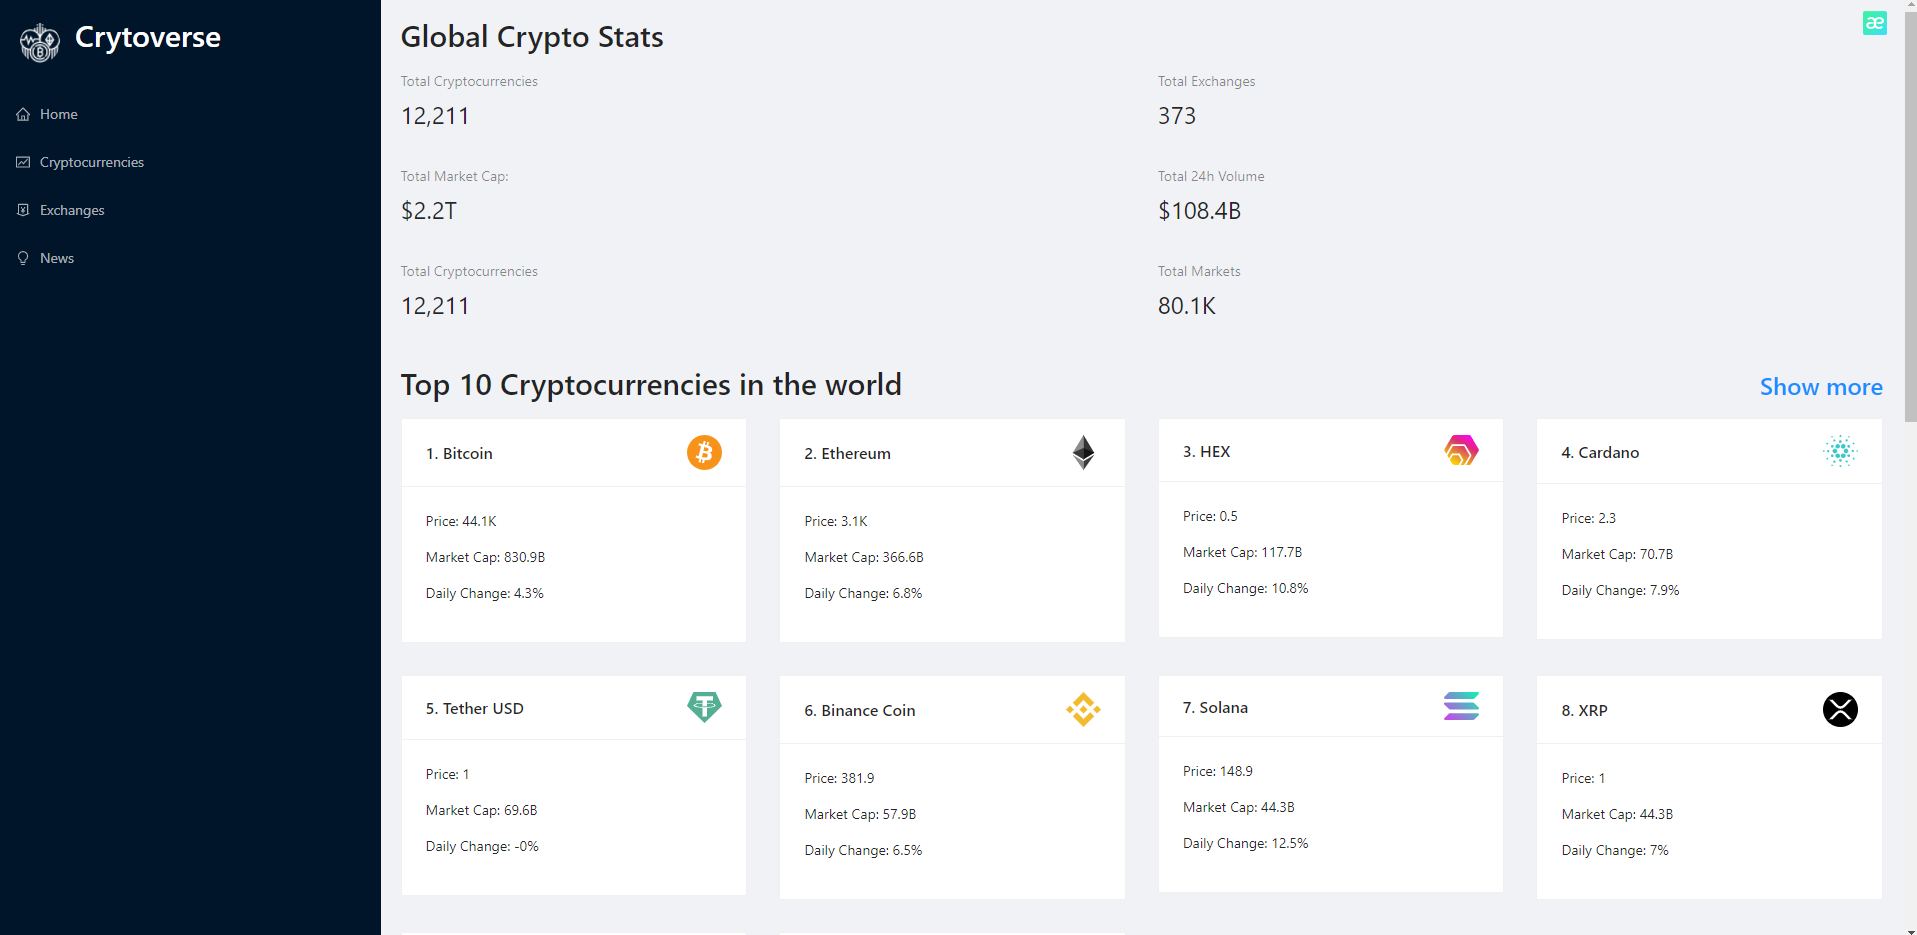 Crytoverse
Home
Cryptocurrencies
Exchanges
News
æ
Global Crypto Stats
Total Cryptocurrencies
12,211
Total Exchanges
373
Total Market Cap:
$2.2T
Total 24h Volume
$108.4B
Total Cryptocurrencies
12,211
Total Markets
80.1K
Top 10 Cryptocurrencies in the world
Show more
1. Bitcoin
Price: 44.1K
Market Cap: 830.9B
Daily Change: 4.3%
2. Ethereum
Price: 3.1K
Market Cap: 366.6B
Daily Change: 6.8%
3. HEX
Price: 0.5
Market Cap: 117.7B
Daily Change: 10.8%
4. Cardano
Price: 2.3
Market Cap: 70.7B
Daily Change: 7.9%
5. Tether USD
Price: 1
Market Cap: 69.6B
Daily Change: -0%
6. Binance Coin
Price: 381.9
Market Cap: 57.9B
Daily Change: 6.5%
7. Solana
Price: 148.9
Market Cap: 44.3B
Daily Change: 12.5%
8. XRP
Price: 1
Market Cap: 44.3B
Daily Change: 7%